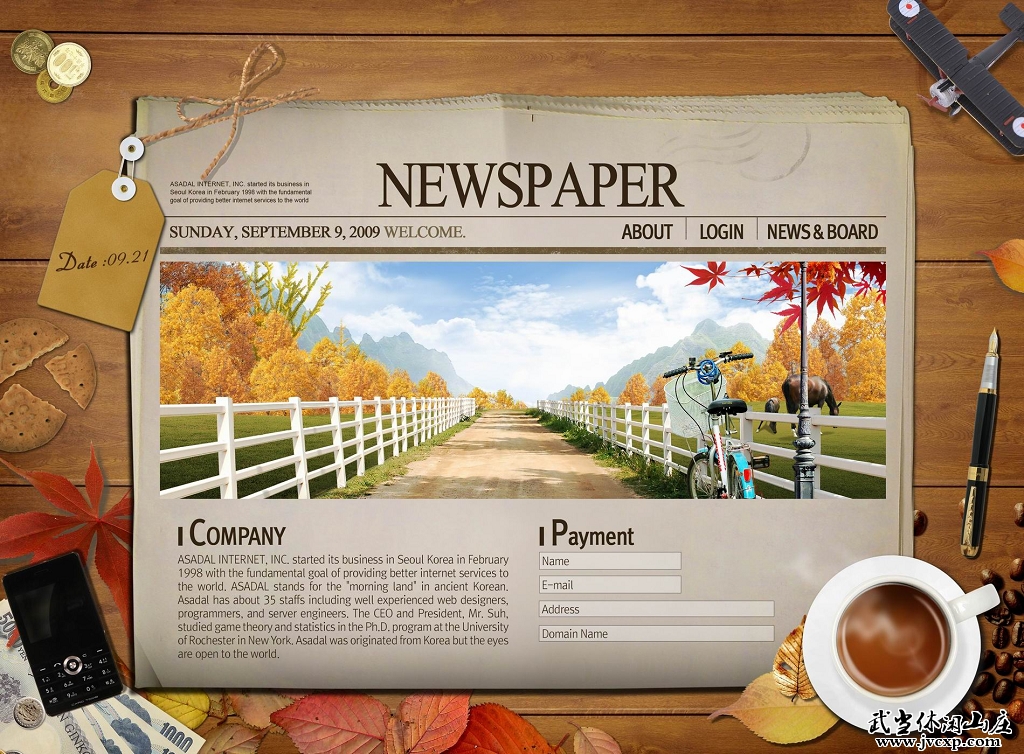 ASADAL INTERNET, INC. started its business in
Seoul Korea in February 1998 with the fundamental
goal of providing better internet services to the world
NEWSPAPER
SUNDAY, SEPTEMBER 9, 2009 WELCOME.
ABOUT
LOGIN
NEWS & BOARD
Date :09.21
COMPANY
ASADAL INTERNET, INC. started its business in Seoul Korea in February
1998 with the fundamental goal of providing better internet services to
the world. ASADAL stands for the "morning land" in ancient Korean.
Asadal has about 35 staffs including well experienced web designers,
programmers, and server engineers. The CEO and President, Mr. Suh,
studied game theory and statistics in the Ph.D. program at the University
of Rochester in New York. Asadal was originated from Korea but the eyes
are open to the world.
Payment
Name
E-mail
Address
Domain Name
1000
武当休闲山庄
www.jvcxp.com